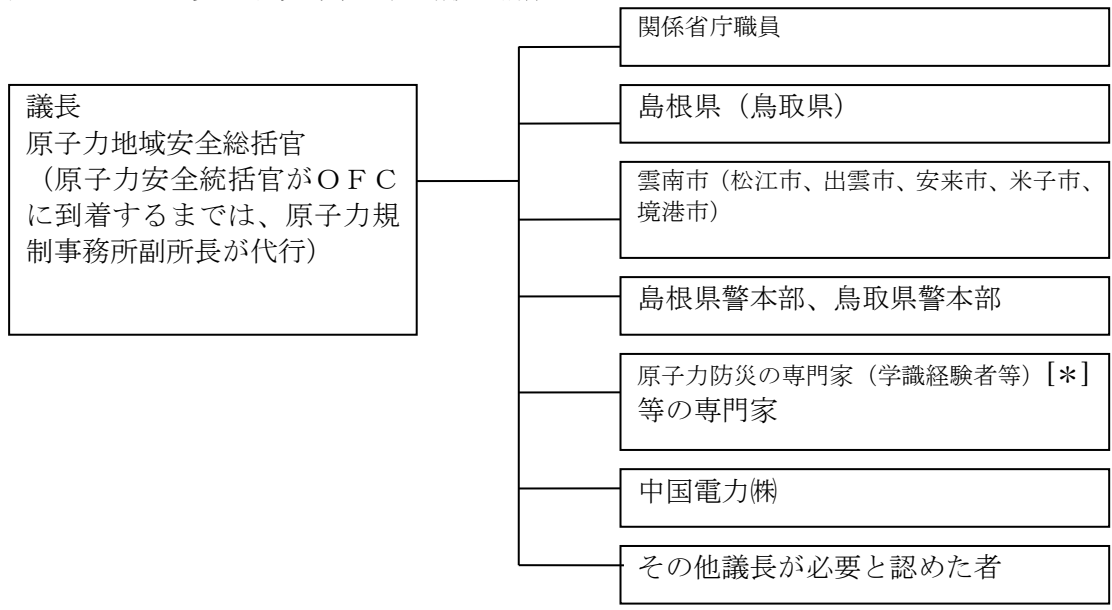 関係省庁職員
議長
原子力地域安全総括官
（原子力安全統括官がＯＦＣ
に到着するまでは、原子力規
制事務所副所長が代行）
島根県（鳥取県）
雲南市（松江市、出雲市、安来市、米子市、
境港市）
島根県警本部、鳥取県警本部
原子力防災の専門家（学識経験者等）[＊]
等の専門家
中国電力㈱
その他議長が必要と認めた者